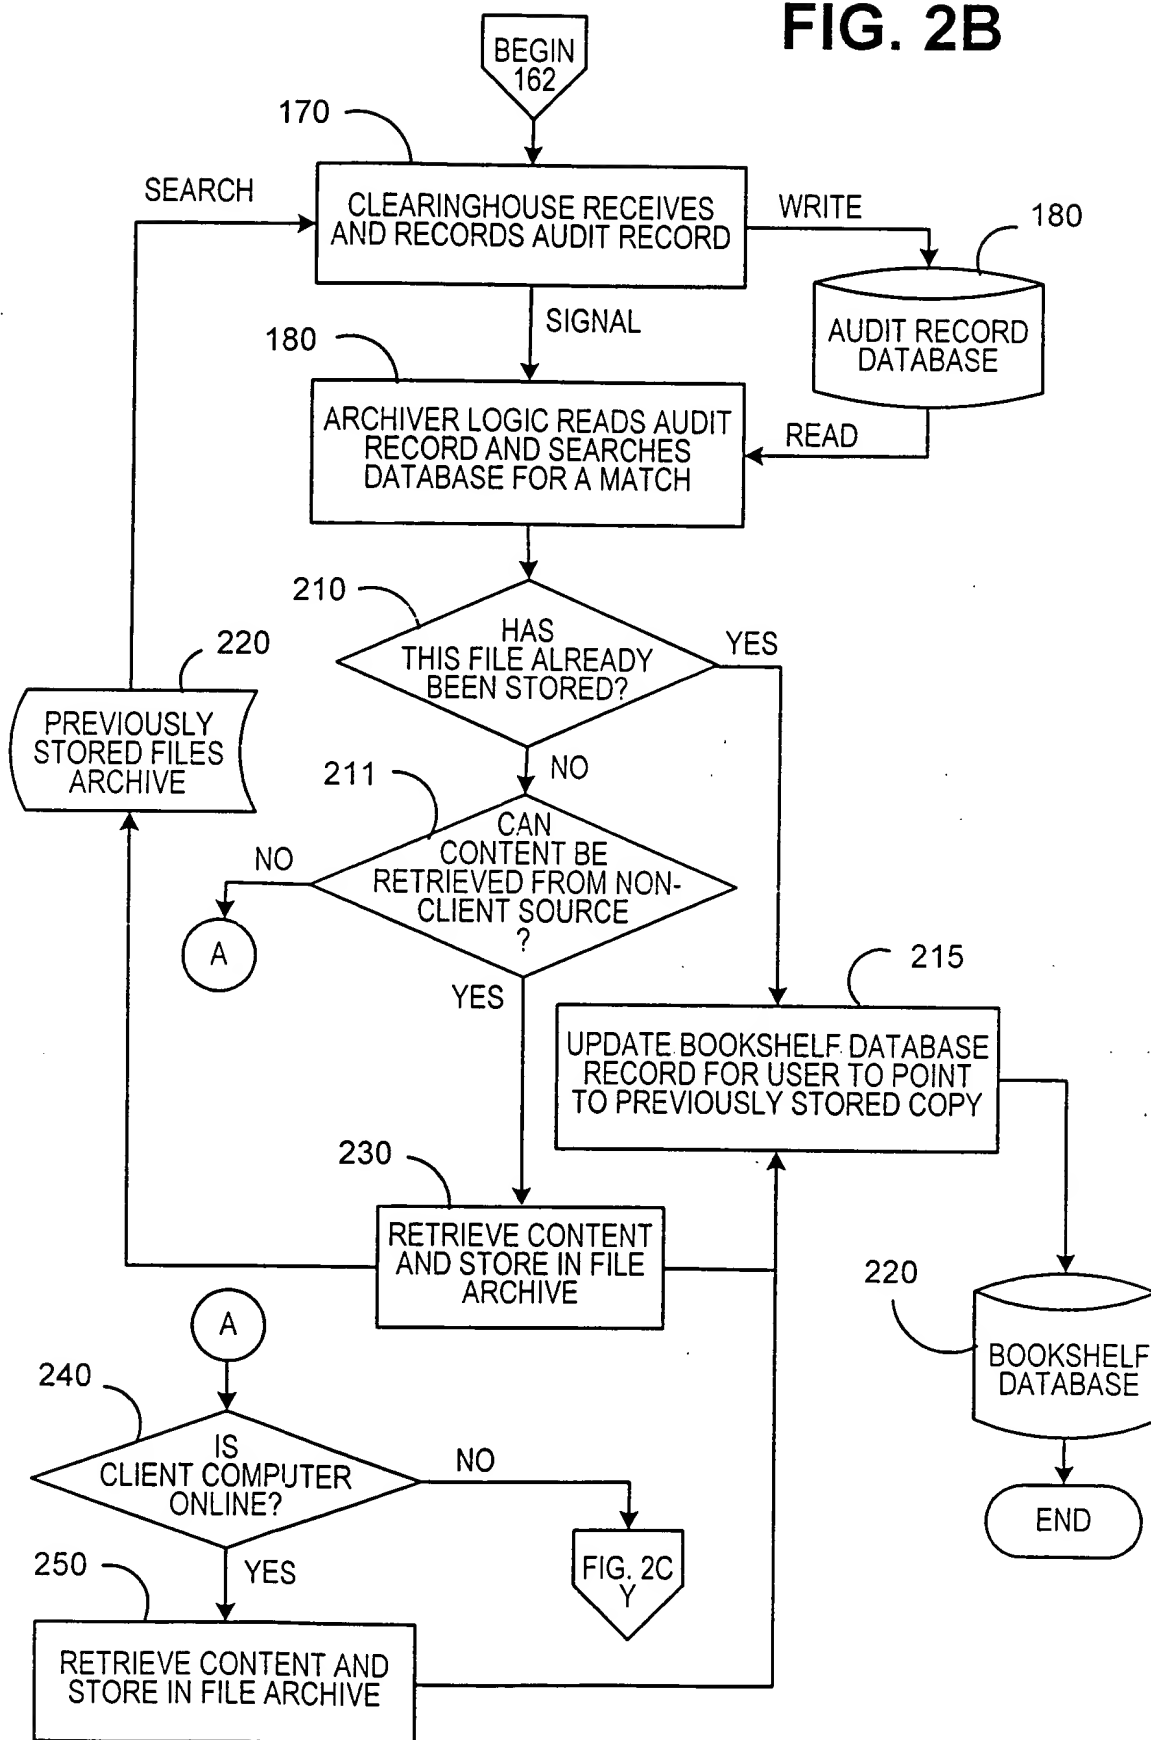 FIG. 2B
BEGIN
162
170
SEARCH
CLEARINGHOUSE RECEIVES
AND RECORDS AUDIT RECORD
WRITE
180
AUDIT RECORD
DATABASE
SIGNAL
180
ARCHIVER LOGIC READS AUDIT
RECORD AND SEARCHES
DATABASE FOR A MATCH
READ
210
HAS
THIS FILE ALREADY
BEEN STORED?
YES
220
PREVIOUSLY
STORED FILES
ARCHIVE
NO
211
CAN
CONTENT BE
RETRIEVED FROM NON-
CLIENT SOURCE
?
NO
A
YES
215
UPDATE BOOKSHELF DATABASE
RECORD FOR USER TO POINT
TO PREVIOUSLY STORED COPY
230
RETRIEVE CONTENT
AND STORE IN FILE
ARCHIVE
220
BOOKSHELF
DATABASE
END
A
240
IS
CLIENT COMPUTER
ONLINE?
NO
FIG. 2C
Y
YES
250
RETRIEVE CONTENT AND
STORE IN FILE ARCHIVE